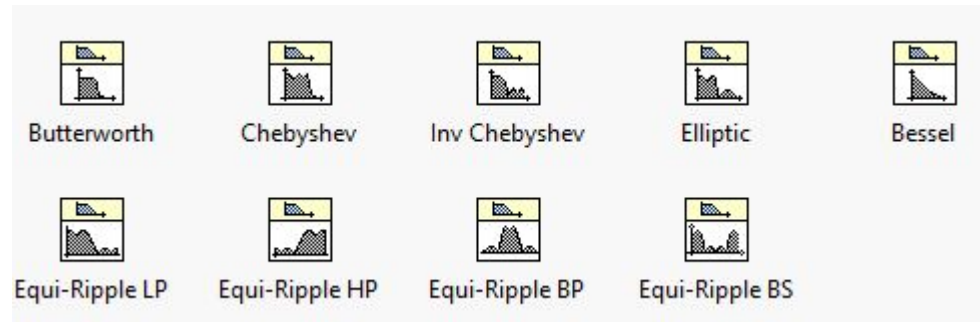 Butterworth Chebyshev Inv Chebyshev Elliptic Bessel
Equi-Ripple LP Equi-Ripple HP Equi-Ripple BP Equi-Ripple BS